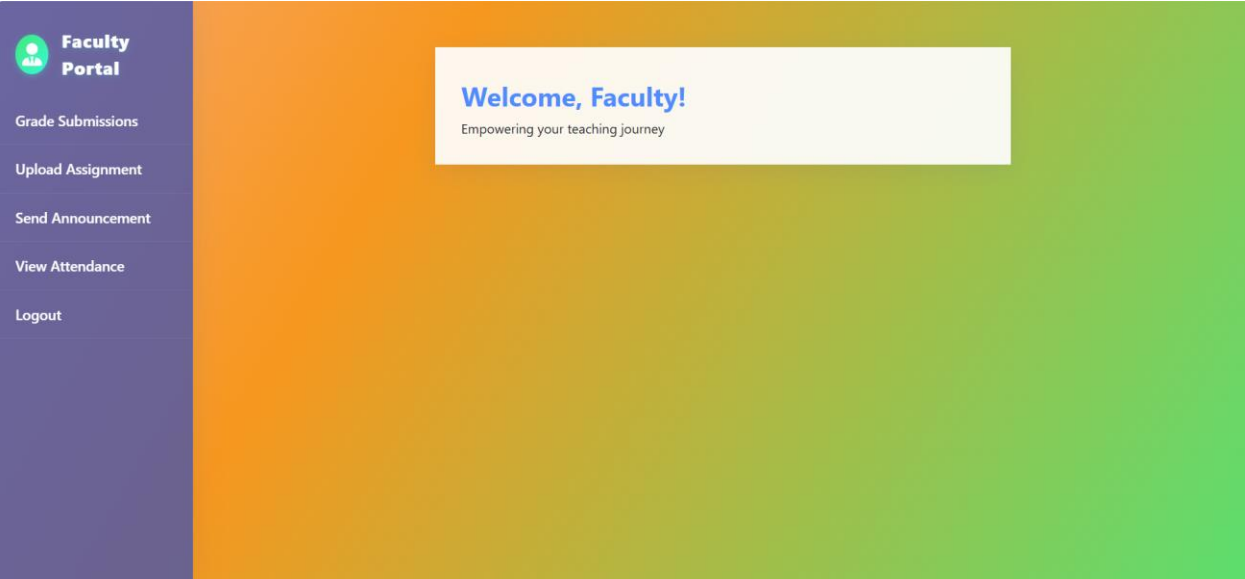 Faculty
Portal
Grade Submissions
Upload Assignment
Send Announcement
View Attendance
Logout
Welcome, Faculty!
Empowering your teaching journey